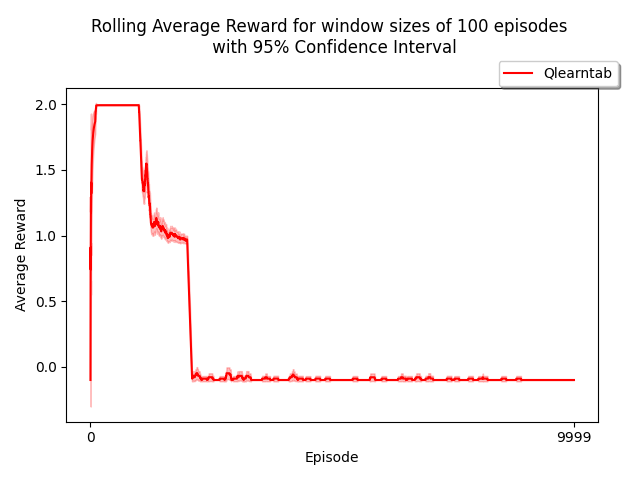 Rolling Average Reward for window sizes of 100 episodes
with 95% Confidence Interval
Qlearntab
2.0
1.5
1.0
0.5
0.0
Average Reward
0
9999
Episode